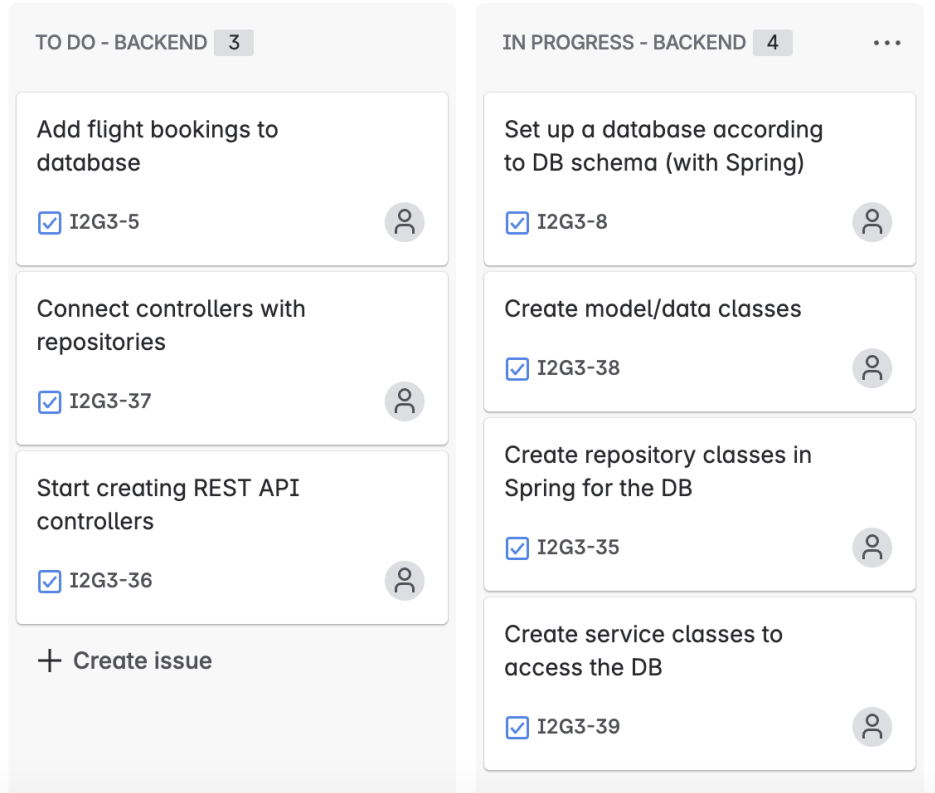 TO DO - BACKEND 3
Add flight bookings to
database
I2G3-5
Connect controllers with
repositories
I2G3-37
Start creating REST API
controllers
I2G3-36
Create issue
IN PROGRESS - BACKEND 4
Set up a database according
to DB schema (with Spring)
I2G3-8
Create model/data classes
I2G3-38
Create repository classes in
Spring for the DB
I2G3-35
Create service classes to
access the DB
I2G3-39